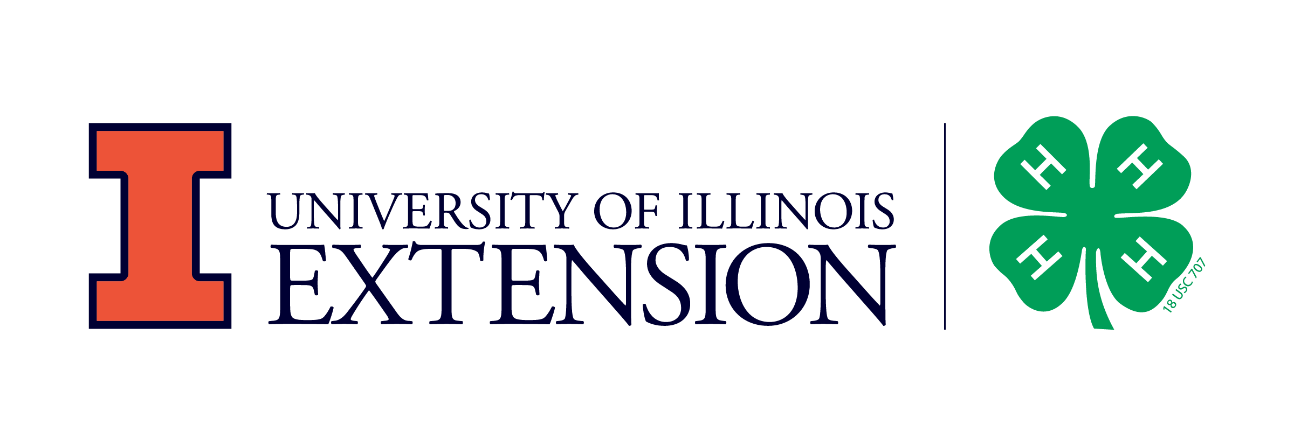 I
UNIVERSITY OF ILLINOIS
EXTENSION
H H
H H
18 USC 707